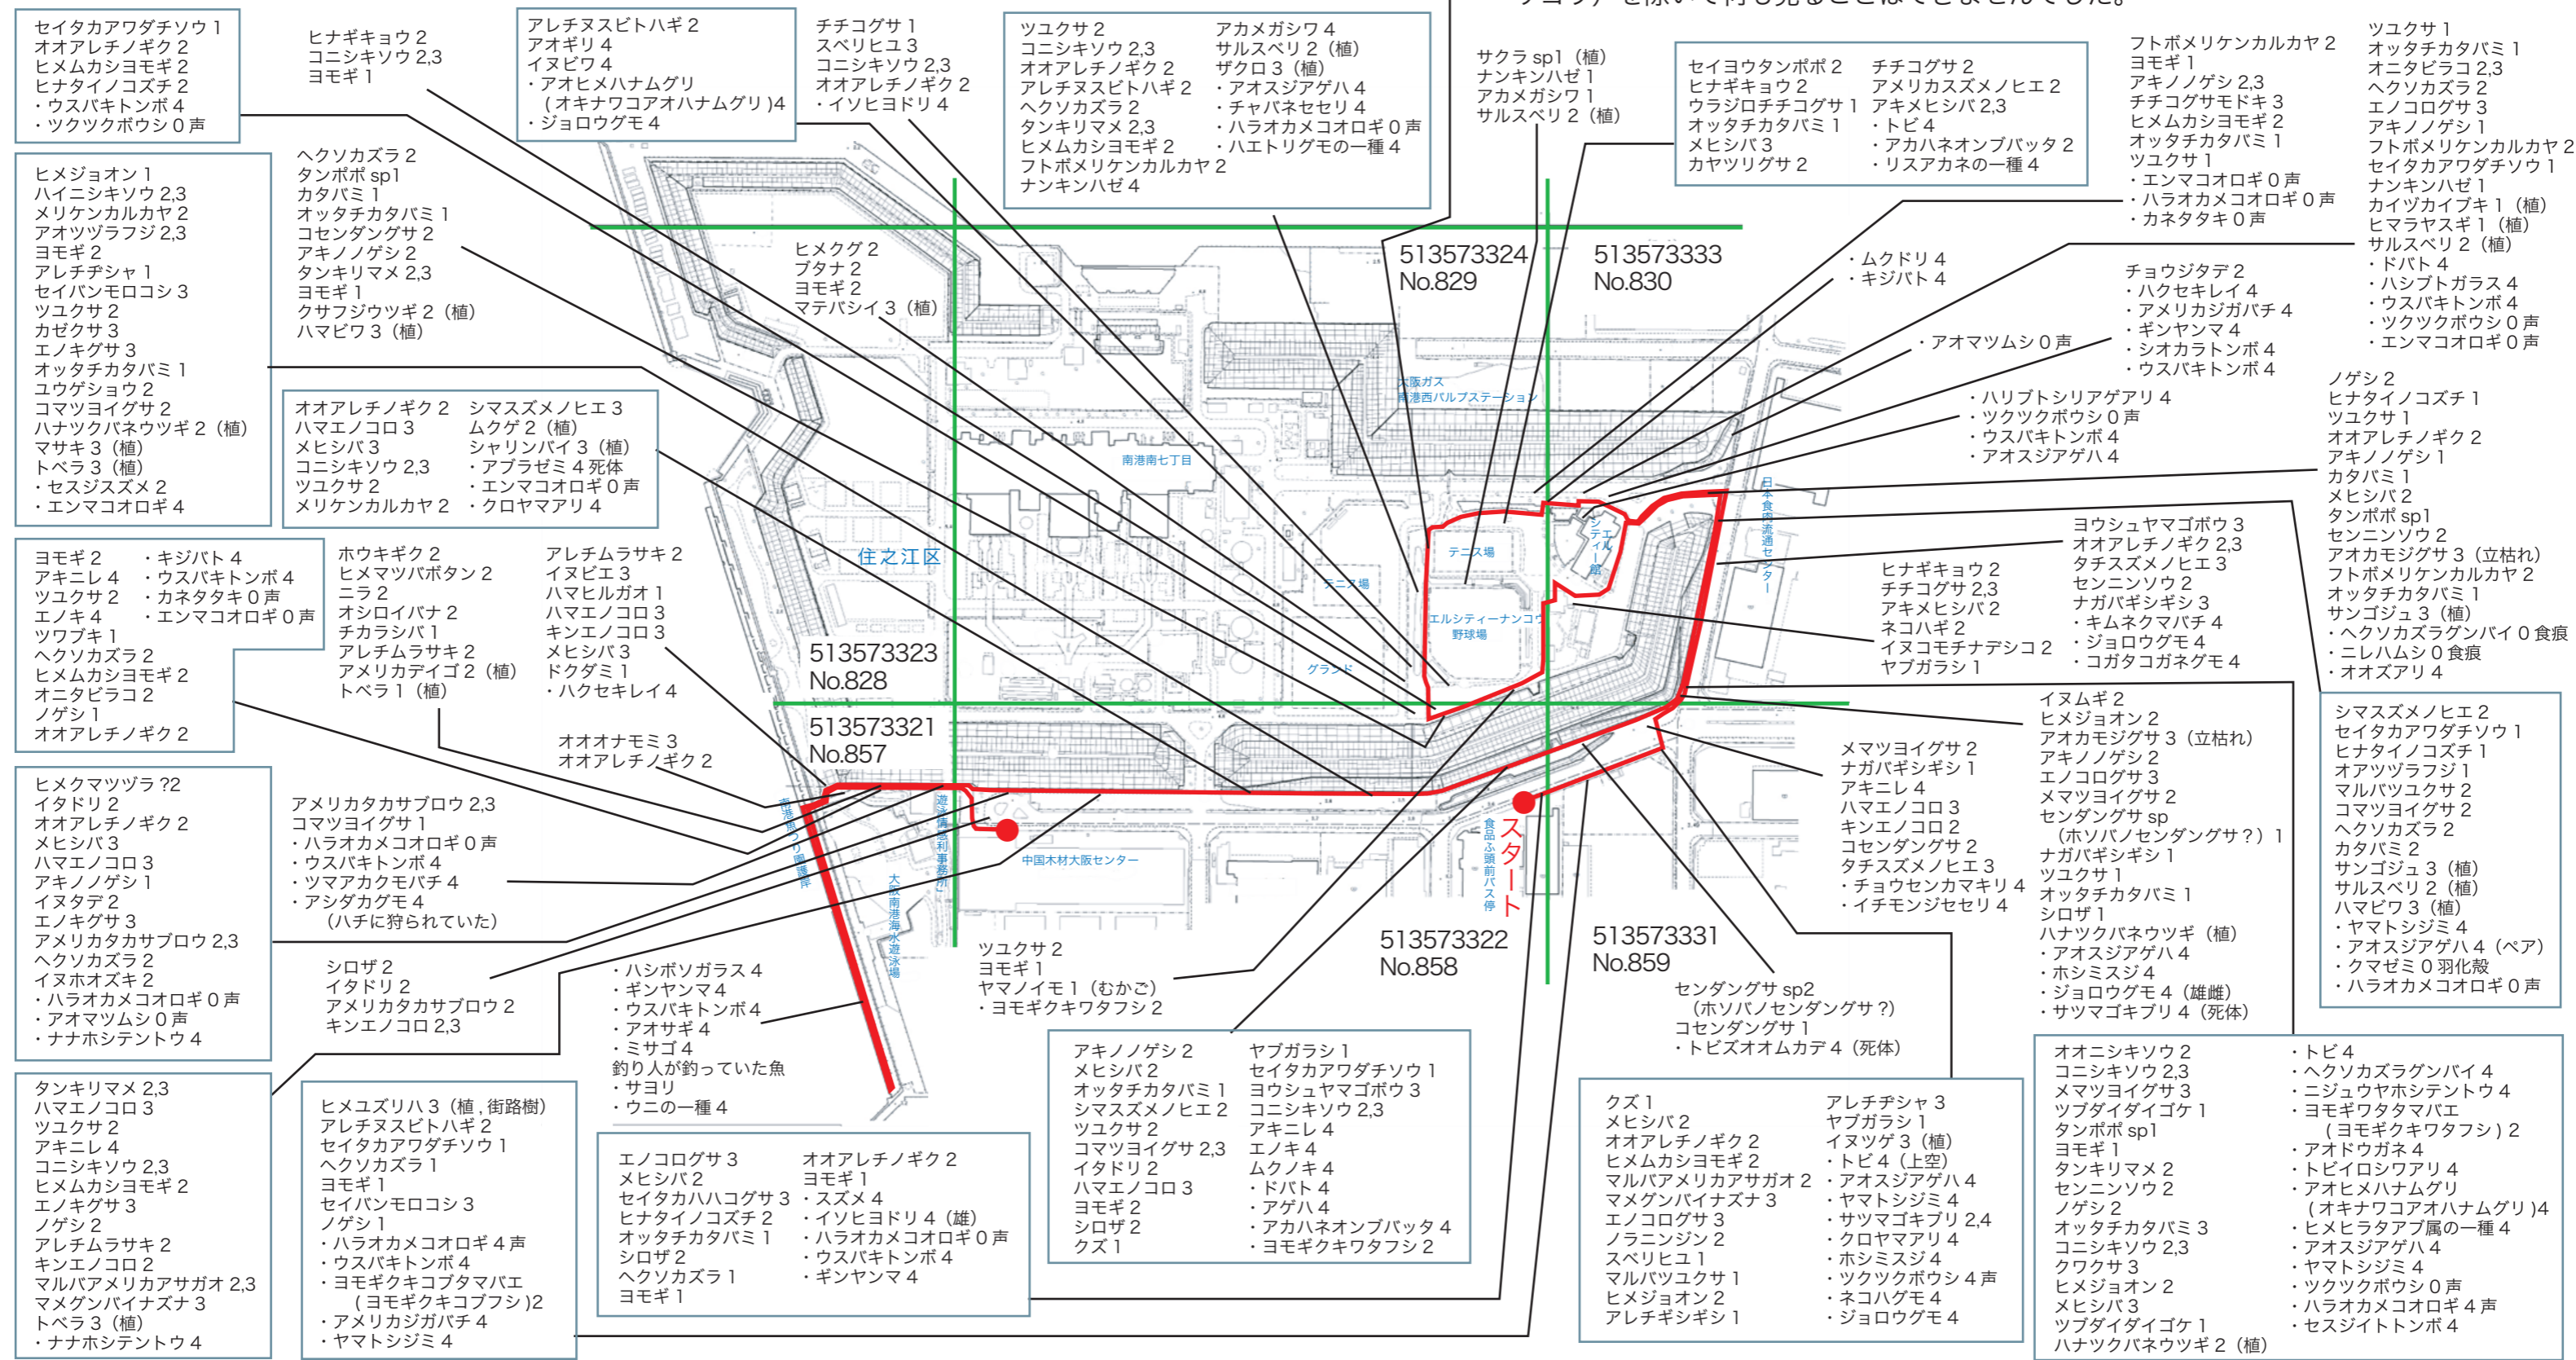 セイタカアワダチソウ 1
オオアレチノギク 2
ヒメムカシヨモギ 2
ヒナタイノコズチ 2
・ウスバキトンボ 4
・ツクツクボウシ 0 声
ヒナギキョウ 2
コニシキソウ 2,3
ヨモギ 1
アレチヌスビトハギ 2
アオギリ 4
イヌビワ 4
・アオヒメハナムグリ
( オキナワコアオハナムグリ )4
・ジョロウグモ 4
チチコグサ 1
スベリヒユ 3
コニシキソウ 2,3
オオアレチノギク 2
・イソヒヨドリ 4
ツユクサ 2
コニシキソウ 2,3
オオアレチノギク 2
アレチヌスビトハギ 2
ヘクソカズラ 2
タンキリマメ 2,3
ヒメムカシヨモギ 2
フトボメリケンカルカヤ 2
ナンキンハゼ 4
アカメガシワ 4
サルスベリ 2（植）
ザクロ 3（植）
・アオスジアゲハ 4
・チャバネセセリ 4
・ハラオカメコオロギ 0 声
・ハエトリグモの一種 4
サクラ sp1（植）
ナンキンハゼ 1
アカメガシワ 1
サルスベリ 2（植）
セイヨウタンポポ 2
ヒナギキョウ 2
ウラジロチチコグサ 1
オッタチカタバミ 1
メヒシバ 3
カヤツリグサ 2
チチコグサ 2
アメリカスズメノヒエ 2
アキメヒシバ 2,3
・トビ 4
・アカハネオンブバッタ 2
・リスアカネの一種 4
フトボメリケンカルカヤ 2
ヨモギ 1
アキノノゲシ 2,3
チチコグサモドキ 3
ヒメムカシヨモギ 2
オッタチカタバミ 1
ツユクサ 1
・エンマコオロギ 0 声
・ハラオカメコオロギ 0 声
・カネタタキ 0 声
ツユクサ 1
オッタチカタバミ 1
オニタビラコ 2,3
ヘクソカズラ 2
エノコログサ 3
アキノノゲシ 1
フトボメリケンカルカヤ 2
セイタカアワダチソウ 1
ナンキンハゼ 1
カイヅカイブキ 1（植）
ヒマラヤスギ 1（植）
サルスベリ 2（植）
・ドバト 4
・ハシブトガラス 4
・ウスバキトンボ 4
・ツクツクボウシ 0 声
・エンマコオロギ 0 声
ヒメジョオン 1
ハイニシキソウ 2,3
メリケンカルカヤ 2
アオツヅラフジ 2,3
ヨモギ 2
アレチヂシャ 1
セイバンモロコシ 3
ツユクサ 2
カゼクサ 3
エノキグサ 3
オッタチカタバミ 1
ユウゲショウ 2
コマツヨイグサ 2
ハナツクバネウツギ 2（植）
マサキ 3（植）
トベラ 3（植）
・セスジスズメ 2
・エンマコオロギ 4
ヘクソカズラ 2
タンポポ sp1
カタバミ 1
オッタチカタバミ 1
コセンダングサ 2
アキノノゲシ 2
タンキリマメ 2,3
ヨモギ 1
クサフジウツギ 2（植）
ハマビワ 3（植）
ヒメクグ 2
ブタナ 2
ヨモギ 2
マテバシイ 3（植）
513573324
No.829
513573333
No.830
・ムクドリ 4
・キジバト 4
チョウジタデ 2
・ハクセキレイ 4
・アメリカジガバチ 4
・ギンヤンマ 4
・シオカラトンボ 4
・ウスバキトンボ 4
・アオマツムシ 0 声
・ハリブトシリアゲアリ 4
・ツクツクボウシ 0 声
・ウスバキトンボ 4
・アオスジアゲハ 4
オオアレチノギク 2
ハマエノコロ 3
メヒシバ 3
コニシキソウ 2,3
ツユクサ 2
メリケンカルカヤ 2
シマスズメノヒエ 3
ムクゲ 2（植）
シャリンバイ 3（植）
・アブラゼミ 4 死体
・エンマコオロギ 0 声
・クロヤマアリ 4
大阪ガス
南港西バルブステーション
南港南七丁目
住之江区
テニス場
テニス場
エルシティーナンコウ
野球場
グランド
エル
シティ館
日本食肉流通センター
ノゲシ 2
ヒナタイノコズチ 1
ツユクサ 1
オオアレチノギク 2
アキノノゲシ 1
カタバミ 1
メヒシバ 2
タンポポ sp1
センニンソウ 2
アオカモジグサ 3（立枯れ）
フトボメリケンカルカヤ 2
オッタチカタバミ 1
サンゴジュ 3（植）
・ヘクソカズラグンバイ 0 食痕
・ニレハムシ 0 食痕
・オオズアリ 4
ヨウシュヤマゴボウ 3
オオアレチノギク 2,3
タチスズメノヒエ 3
センニンソウ 2
ナガバギシギシ 3
・キムネクマバチ 4
・ジョロウグモ 4
・コガタコガネグモ 4
ヒナギキョウ 2
チチコグサ 2,3
アキメヒシバ 2
ネコハギ 2
イヌコモチナデシコ 2
ヤブガラシ 1
ヨモギ 2
アキニレ 4
ツユクサ 2
エノキ 4
ツワブキ 1
ヘクソカズラ 2
ヒメムカシヨモギ 2
オニタビラコ 2
ノゲシ 1
オオアレチノギク 2
・キジバト 4
・ウスバキトンボ 4
・カネタタキ 0 声
・エンマコオロギ 0 声
ホウキギク 2
ヒメマツバボタン 2
ニラ 2
オシロイバナ 2
チカラシバ 1
アレチムラサキ 2
アメリカデイゴ 2（植）
トベラ 1（植）
アレチムラサキ 2
イヌビエ 3
ハマヒルガオ 1
ハマエノコロ 3
キンエノコロ 3
メヒシバ 3
ドクダミ 1
・ハクセキレイ 4
513573323
No.828
513573321
No.857
オオオナモミ 3
オオアレチノギク 2
ヒメクマツヅラ ?2
イタドリ 2
オオアレチノギク 2
メヒシバ 3
ハマエノコロ 3
アキノノゲシ 1
イヌタデ 2
エノキグサ 3
アメリカタカサブロウ 2,3
ヘクソカズラ 2
イヌホオズキ 2
・ハラオカメコオロギ 0 声
・アオマツムシ 0 声
・ナナホシテントウ 4
アメリカタカサブロウ 2,3
コマツヨイグサ 1
・ハラオカメコオロギ 0 声
・ウスバキトンボ 4
・ツマアカクモバチ 4
・アシダカグモ 4
（ハチに狩られていた）
シロザ 2
イタドリ 2
アメリカタカサブロウ 2
キンエノコロ 2,3
大阪南港海水遊泳場
中国木材大阪センター
食品ふ頭前バス停
スタート
・ハシボソガラス 4
・ギンヤンマ 4
・ウスバキトンボ 4
・アオサギ 4
・ミサゴ 4
釣り人が釣っていた魚
・サヨリ
・ウニの一種 4
ツユクサ 2
ヨモギ 1
ヤマノイモ 1（むかご）
・ヨモギクキワタフシ 2
513573322
No.858
513573331
No.859
メマツヨイグサ 2
ナガバギシギシ 1
アキニレ 4
ハマエノコロ 3
キンエノコロ 2
コセンダングサ 2
タチスズメノヒエ 3
・チョウセンカマキリ 4
・イチモンジセセリ 4
センダングサ sp2
（ホソバノセンダングサ ?）
コセンダングサ 1
・トビズオオムカデ 4（死体）
イヌムギ 2
ヒメジョオン 2
アオカモジグサ 3（立枯れ）
アキノノゲシ 2
エノコログサ 3
メマツヨイグサ 2
センダングサ sp
（ホソバノセンダングサ？）1
ナガバギシギシ 1
ツユクサ 1
オッタチカタバミ 1
シロザ 1
ハナツクバネウツギ（植）
・アオスジアゲハ 4
・ホシミスジ 4
・ジョロウグモ 4（雄雌）
・サツマゴキブリ 4（死体）
シマスズメノヒエ 2
セイタカアワダチソウ 1
ヒナタイノコズチ 1
オアツヅラフジ 1
マルバツユクサ 2
コマツヨイグサ 2
ヘクソカズラ 2
カタバミ 2
サンゴジュ 3（植）
サルスベリ 2（植）
ハマビワ 3（植）
・ヤマトシジミ 4
・アオスジアゲハ 4（ペア）
・クマゼミ 0 羽化殻
・ハラオカメコオロギ 0 声
タンキリマメ 2,3
ハマエノコロ 3
ツユクサ 2
アキニレ 4
コニシキソウ 2,3
ヒメムカシヨモギ 2
エノキグサ 3
ノゲシ 2
アレチムラサキ 2
キンエノコロ 2
マルバアメリカアサガオ 2,3
マメグンバイナズナ 3
トベラ 3（植）
・ナナホシテントウ 4
ヒメユズリハ 3（植 , 街路樹）
アレチヌスビトハギ 2
セイタカアワダチソウ 1
ヘクソカズラ 1
ヨモギ 1
セイバンモロコシ 3
ノゲシ 1
・ハラオカメコオロギ 4 声
・ウスバキトンボ 4
・ヨモギクキコブタマバエ
( ヨモギクキコブフシ )2
・アメリカジガバチ 4
・ヤマトシジミ 4
エノコログサ 3
メヒシバ 2
セイタカハハコグサ 3
ヒナタイノコズチ 2
オッタチカタバミ 1
シロザ 2
ヘクソカズラ 1
ヨモギ 1
オオアレチノギク 2
ヨモギ 1
・スズメ 4
・イソヒヨドリ 4（雄）
・ハラオカメコオロギ 0 声
・ウスバキトンボ 4
・ギンヤンマ 4
アキノノゲシ 2
メヒシバ 2
オッタチカタバミ 1
シマスズメノヒエ 2
ツユクサ 2
コマツヨイグサ 2,3
イタドリ 2
ハマエノコロ 3
ヨモギ 2
シロザ 2
クズ 1
ヤブガラシ 1
セイタカアワダチソウ 1
ヨウシュヤマゴボウ 3
コニシキソウ 2,3
アキニレ 4
エノキ 4
ムクノキ 4
・ドバト 4
・アゲハ 4
・アカハネオンブバッタ 4
・ヨモギクキワタフシ 2
クズ 1
メヒシバ 2
オオアレチノギク 2
ヒメムカシヨモギ 2
マルバアメリカアサガオ 2
マメグンバイナズナ 3
エノコログサ 3
ノラニンジン 2
スベリヒユ 1
マルバツユクサ 1
ヒメジョオン 2
アレチギシギシ 1
アレチヂシャ 3
ヤブガラシ 1
イヌツゲ 3（植）
・トビ 4（上空）
・アオスジアゲハ 4
・ヤマトシジミ 4
・サツマゴキブリ 2,4
・クロヤマアリ 4
・ホシミスジ 4
・ツクツクボウシ 4 声
・ネコハグモ 4
・ジョロウグモ 4
オオニシキソウ 2
コニシキソウ 2,3
メマツヨイグサ 3
ツブダイダイゴケ 1
タンポポ sp1
ヨモギ 1
タンキリマメ 2
センニンソウ 2
ノゲシ 2
オッタチカタバミ 3
コニシキソウ 2,3
クワクサ 3
ヒメジョオン 2
メヒシバ 3
ツブダイダイゴケ 1
ハナツクバネウツギ 2（植）
・トビ 4
・ヘクソカズラグンバイ 4
・ニジュウヤホシテントウ 4
・ヨモギワタタマバエ
( ヨモギクキワタフシ ) 2
・アオドウガネ 4
・トビイロシワアリ 4
・アオヒメハナムグリ
( オキナワコアオハナムグリ )4
・ヒメヒラタアブ属の一種 4
・アオスジアゲハ 4
・ヤマトシジミ 4
・ツクツクボウシ 0 声
・ハラオカメコオロギ 4 声
・セスジイトトンボ 4